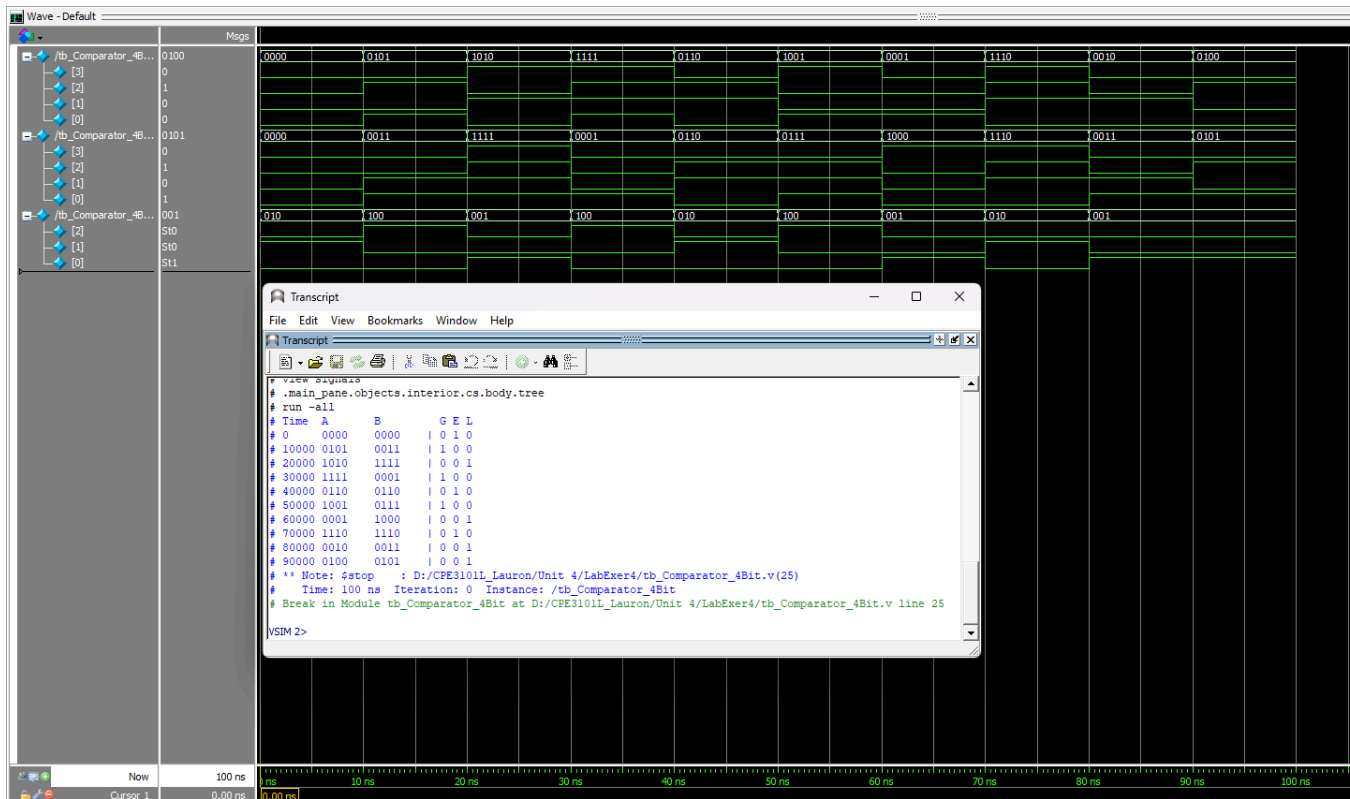 Wave - Default
Msgs
/tb_Comparator_4B... 0100 0000 0101 1010 1111 0110 1001 0001 1110 0010 0100
[3] 0
[2] 1
[1] 0
[0] 0
/tb_Comparator_4B... 0101 0000 0011 1111 0001 0110 0111 1000 1110 0011 0101
[3] 0
[2] 1
[1] 0
[0] 1
/tb_Comparator_4B... 001 010 100 001 100 010 100 001 010 001
[2] St0
[1] St0
[0] St1
Transcript
File Edit View Bookmarks Window Help
Transcript
# view signals
# .main_pane.objects.interior.cs.body.tree
# run -all
# Time A B G E L
# 0 0000 0000 | 0 1 0
# 10000 0101 0011 | 1 0 0
# 20000 1010 1111 | 0 0 1
# 30000 1111 0001 | 1 0 0
# 40000 0110 0110 | 0 1 0
# 50000 1001 0111 | 1 0 0
# 60000 0001 1000 | 0 0 1
# 70000 1110 1110 | 0 1 0
# 80000 0010 0011 | 0 0 1
# 90000 0100 0101 | 0 0 1
# ** Note: $stop : D:/CPE3101L_Lauron/Unit 4/LabExer4/tb_Comparator_4Bit.v(25)
# Time: 100 ns Iteration: 0 Instance: /tb_Comparator_4Bit
# Break in Module tb_Comparator_4Bit at D:/CPE3101L_Lauron/Unit 4/LabExer4/tb_Comparator_4Bit.v line 25
VSIM 2>
Now 100 ns ns 10 ns 20 ns 30 ns 40 ns 50 ns 60 ns 70 ns 80 ns 90 ns 100 ns
Cursor 1 0.00 ns 0.00 ns